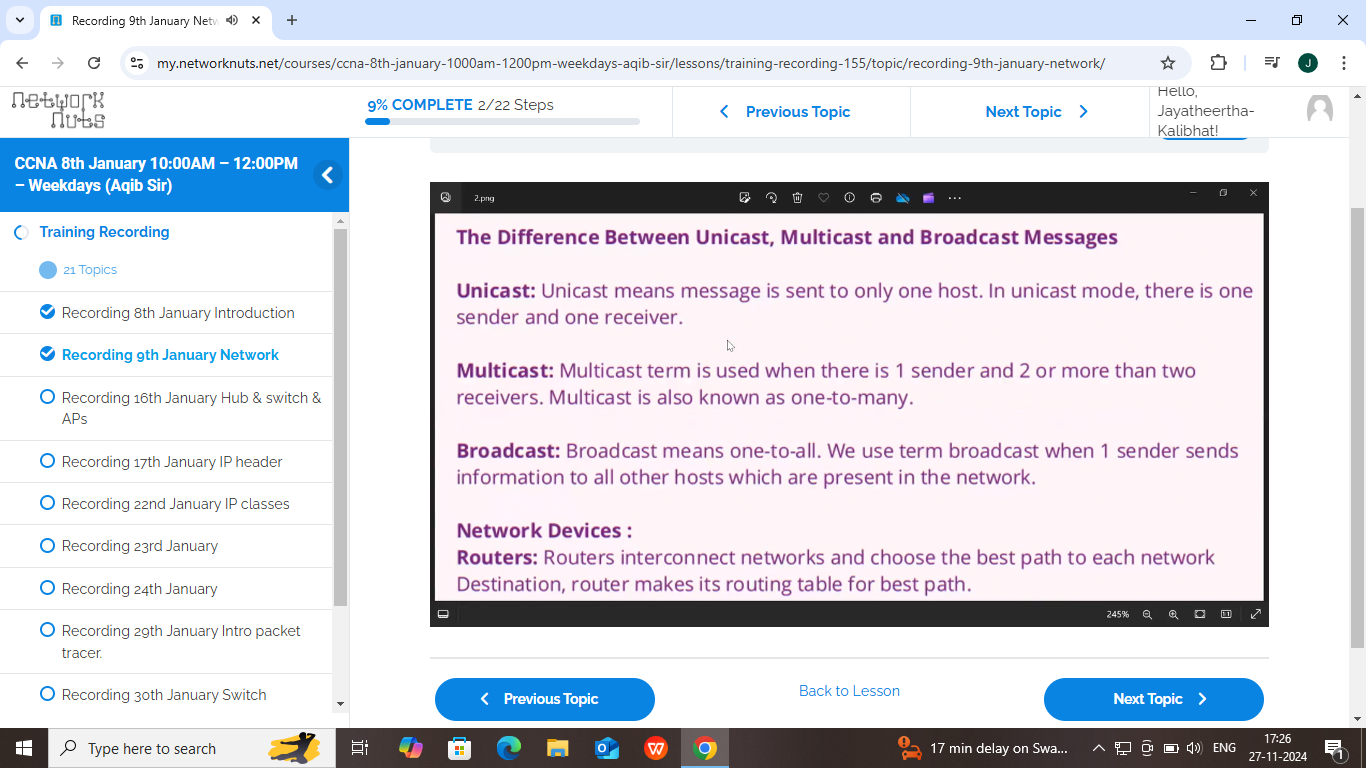 Recording 9th January Netw
my.networknuts.net/courses/ccna-8th-january-1000am-1200pm-weekdays-aqib-sir/lessons/training-recording-155/topic/recording-9th-january-network/
J
network
nuts
9% COMPLETE 2/22 Steps
Previous Topic
Next Topic
Hello,
Jayatheertha-
Kalibhat!
CCNA 8th January 10:00AM – 12:00PM
– Weekdays (Aqib Sir)
Training Recording
21 Topics
Recording 8th January Introduction
Recording 9th January Network
Recording 16th January Hub & switch &
APs
Recording 17th January IP header
Recording 22nd January IP classes
Recording 23rd January
Recording 24th January
Recording 29th January Intro packet
tracer.
Recording 30th January Switch
2.png
The Difference Between Unicast, Multicast and Broadcast Messages
Unicast: Unicast means message is sent to only one host. In unicast mode, there is one
sender and one receiver.
Multicast: Multicast term is used when there is 1 sender and 2 or more than two
receivers. Multicast is also known as one-to-many.
Broadcast: Broadcast means one-to-all. We use term broadcast when 1 sender sends
information to all other hosts which are present in the network.
Network Devices :
Routers: Routers interconnect networks and choose the best path to each network
Destination, router makes its routing table for best path.
245%
Previous Topic
Back to Lesson
Next Topic
Type here to search
17 min delay on Swa...
ENG
17:26
27-11-2024
1